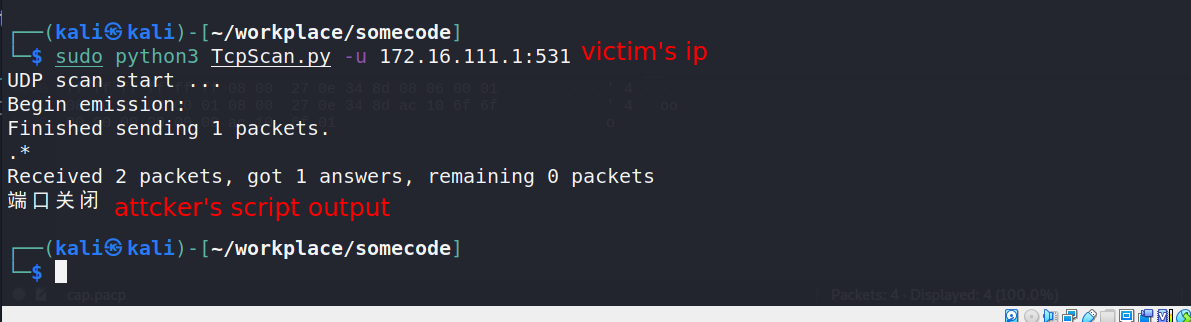 ┌──(kali㉿kali)-[~/workplace/somecode]
└─$ sudo python3 TcpScan.py -u 172.16.111.1:531 victim's ip
UDP scan start ...
Begin emission:
Finished sending 1 packets.
.*
Received 2 packets, got 1 answers, remaining 0 packets
端口关闭 attcker's script output
┌──(kali㉿kali)-[~/workplace/somecode]
└─$
cap.pacp Packets: 4 · Displayed: 4 (100.0%)